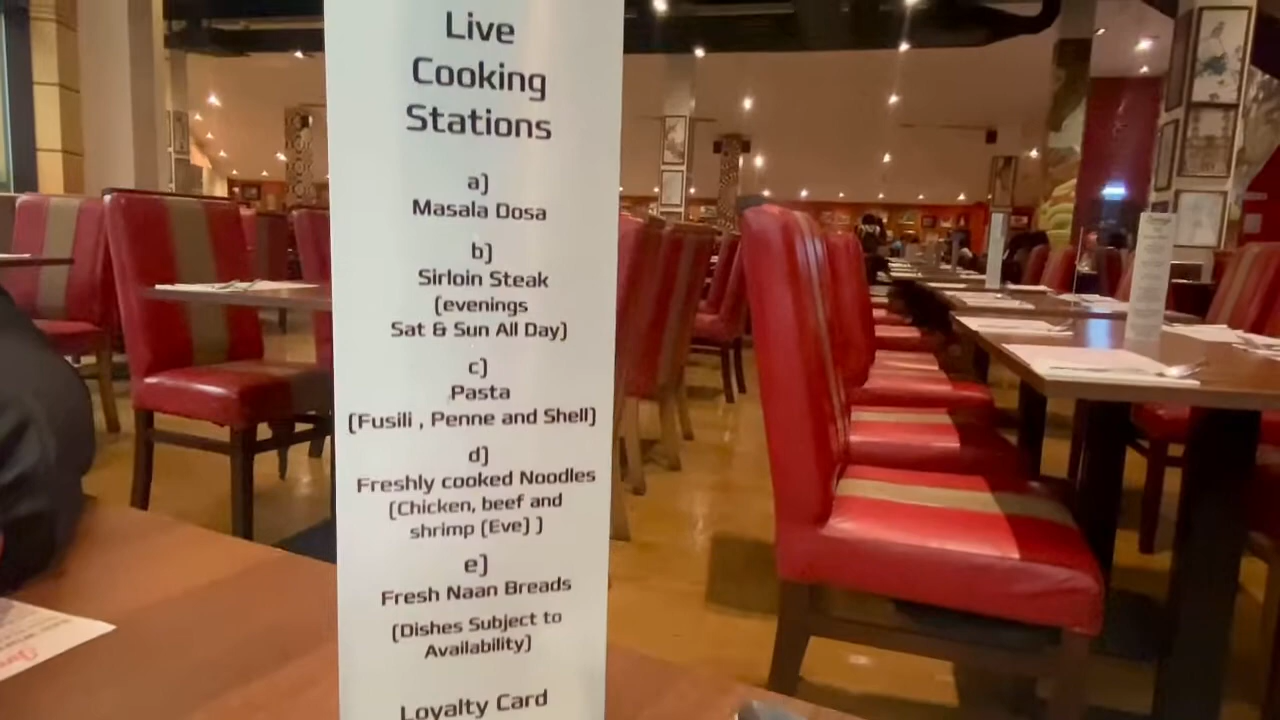 Live
Cooking
Stations
a)
Masala Dosa
b)
Sirloin Steak
(evenings
Sat & Sun All Day)
c)
Pasta
(Fusili , Penne and Shell)
d)
Freshly cooked Noodles
(Chicken, beef and
shrimp (Eve) )
e)
Fresh Naan Breads
(Dishes Subject to
Availability)
Loyalty Card